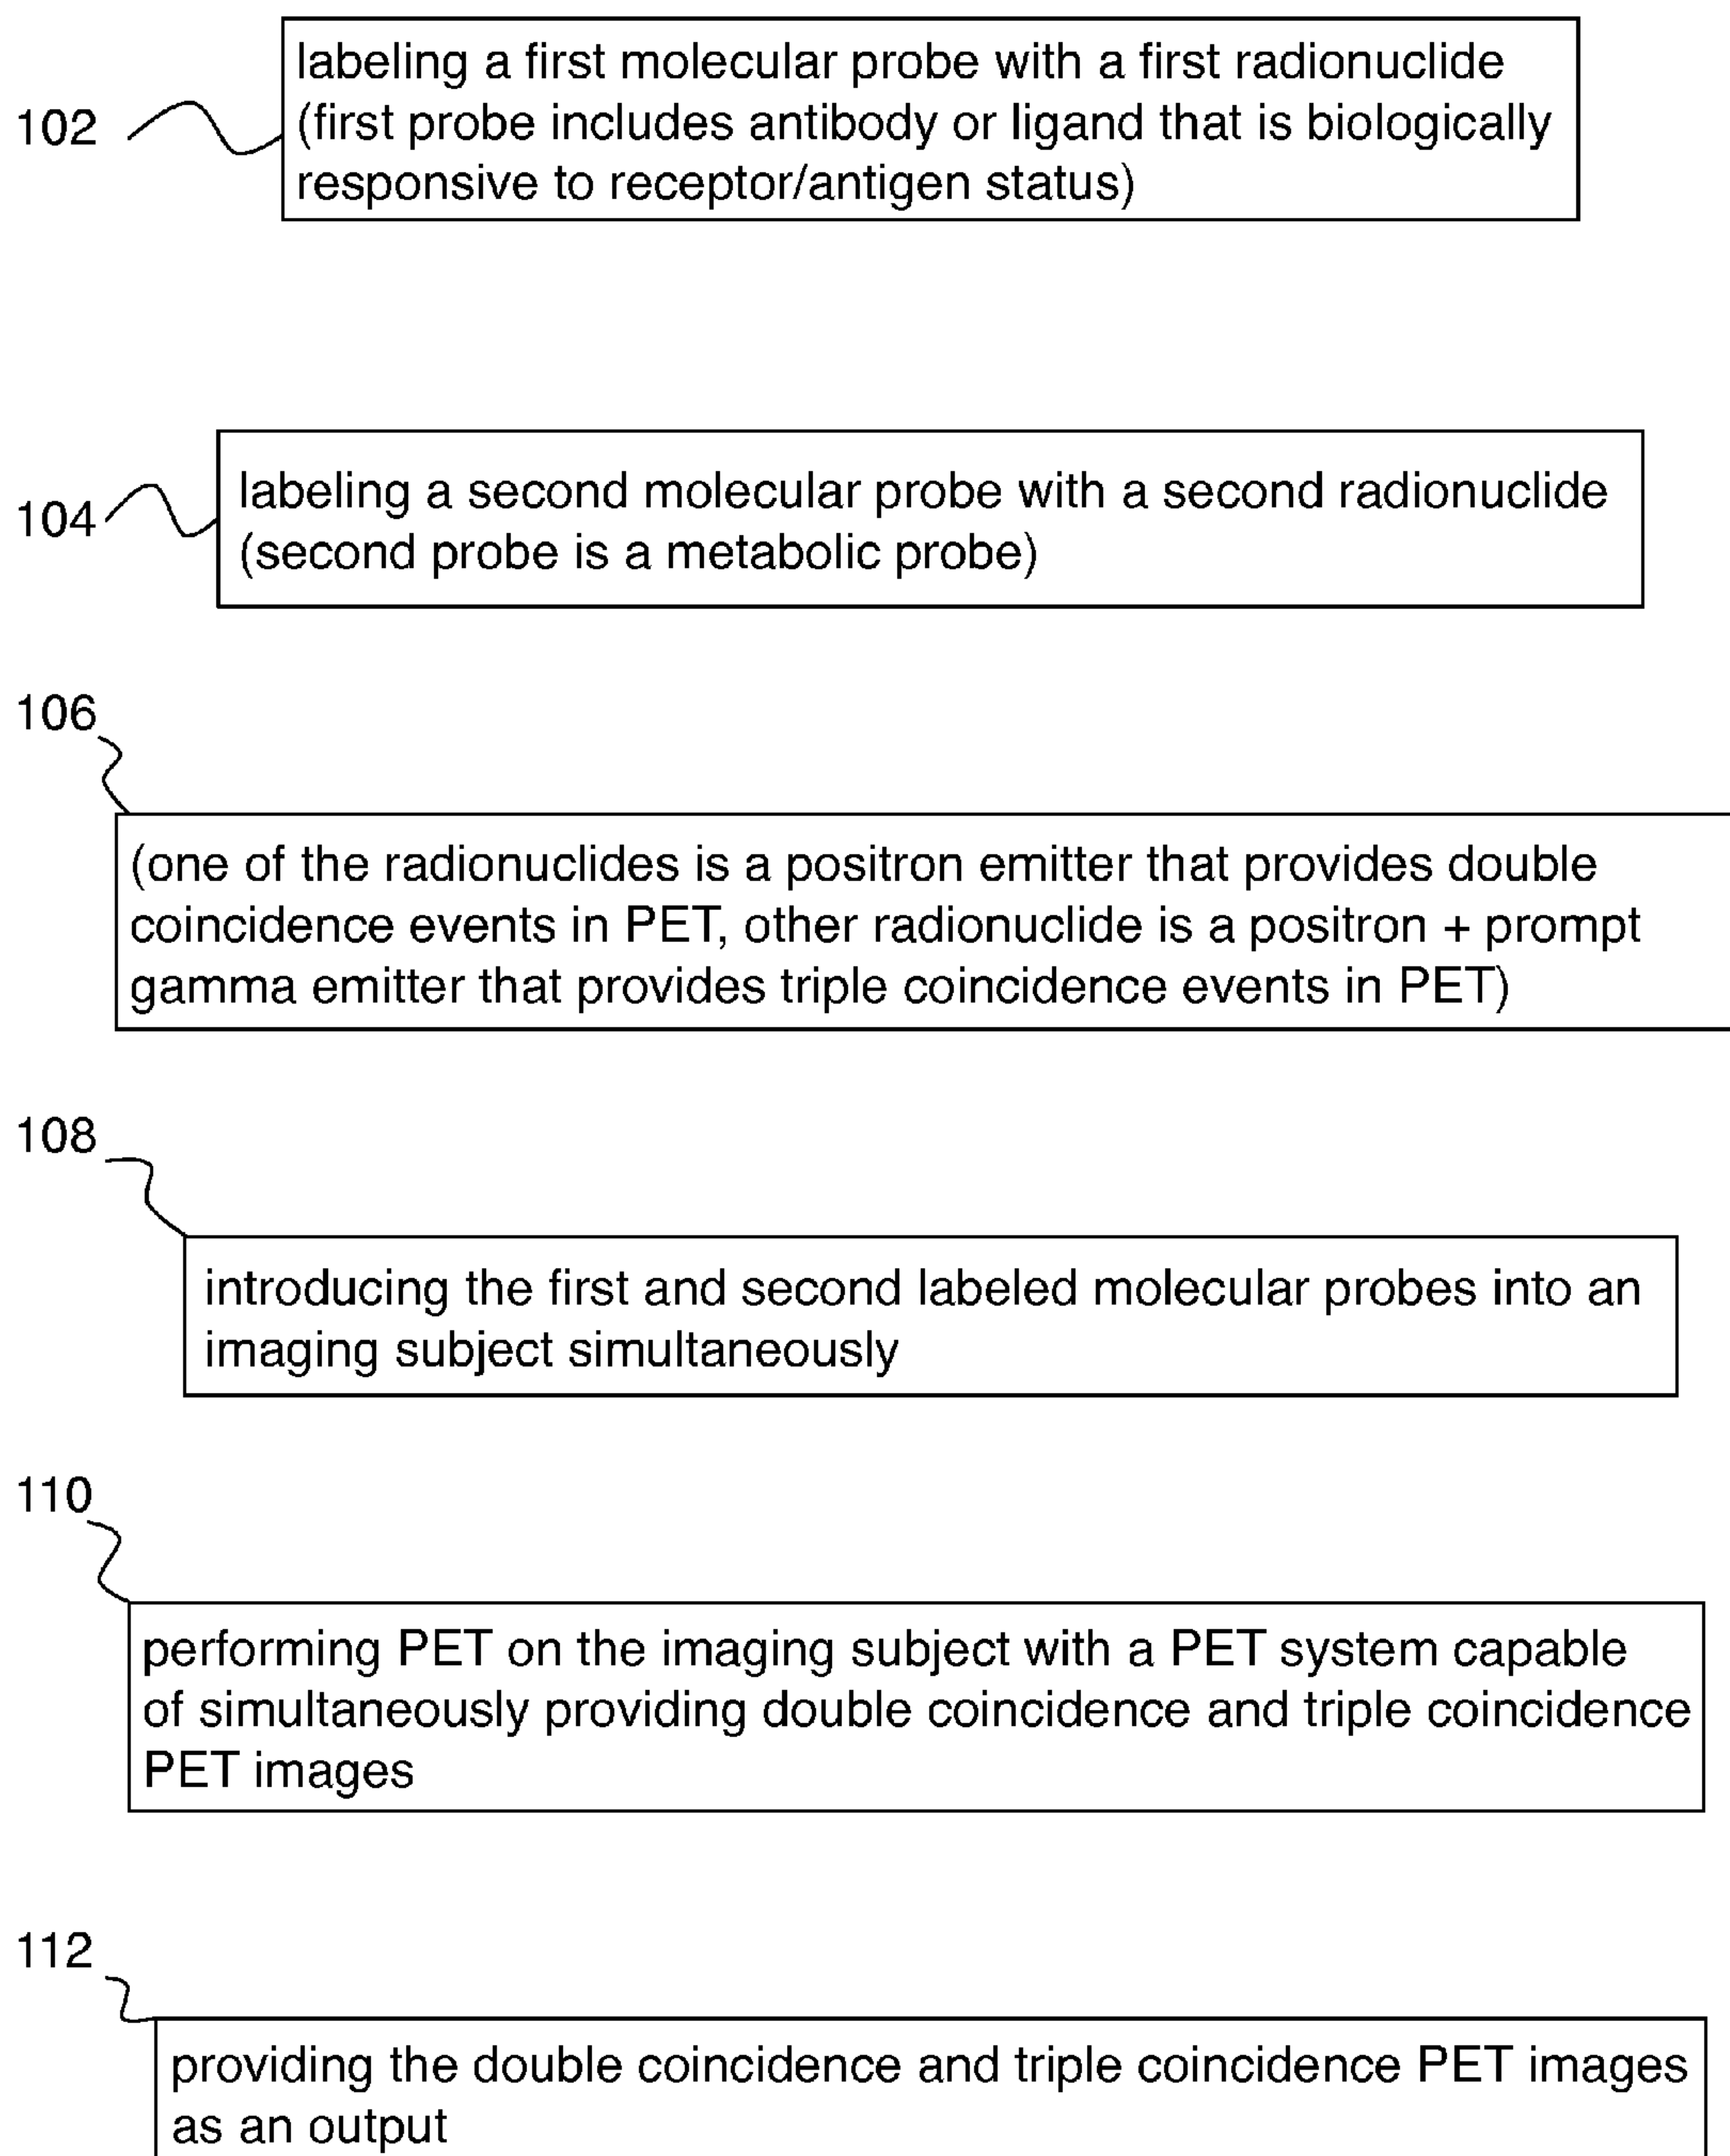 labeling a first molecular probe with a first radionuclide
102
(first probe includes antibody or ligand that is biologically
responsive to receptor/antigen status)
labeling a second molecular probe with a second radionuclide
104
(second probe is a metabolic probe)
106
(one of the radionuclides is a positron emitter that provides double
coincidence events in PET, other radionuclide is a positron + prompt
gamma emitter that provides triple coincidence events in PET)
108
introducing the first and second labeled molecular probes into an
imaging subject simultaneously
110
performing PET on the imaging subject with a PET system capable
of simultaneously providing double coincidence and triple coincidence
PET images
112
providing the double coincidence and triple coincidence PET images
as an output